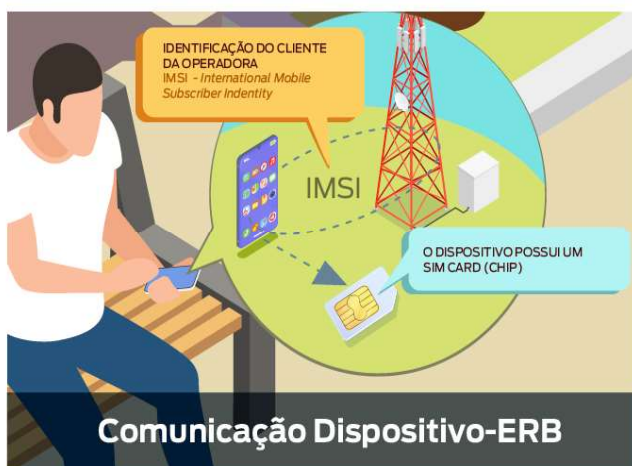 IDENTIFICAÇÃO DO CLIENTE
DA OPERADORA
IMSI - International Mobile
Subscriber Indentity
IMSI
O DISPOSITIVO POSSUI UM
SIM CARD (CHIP)
Comunicação Dispositivo-ERB